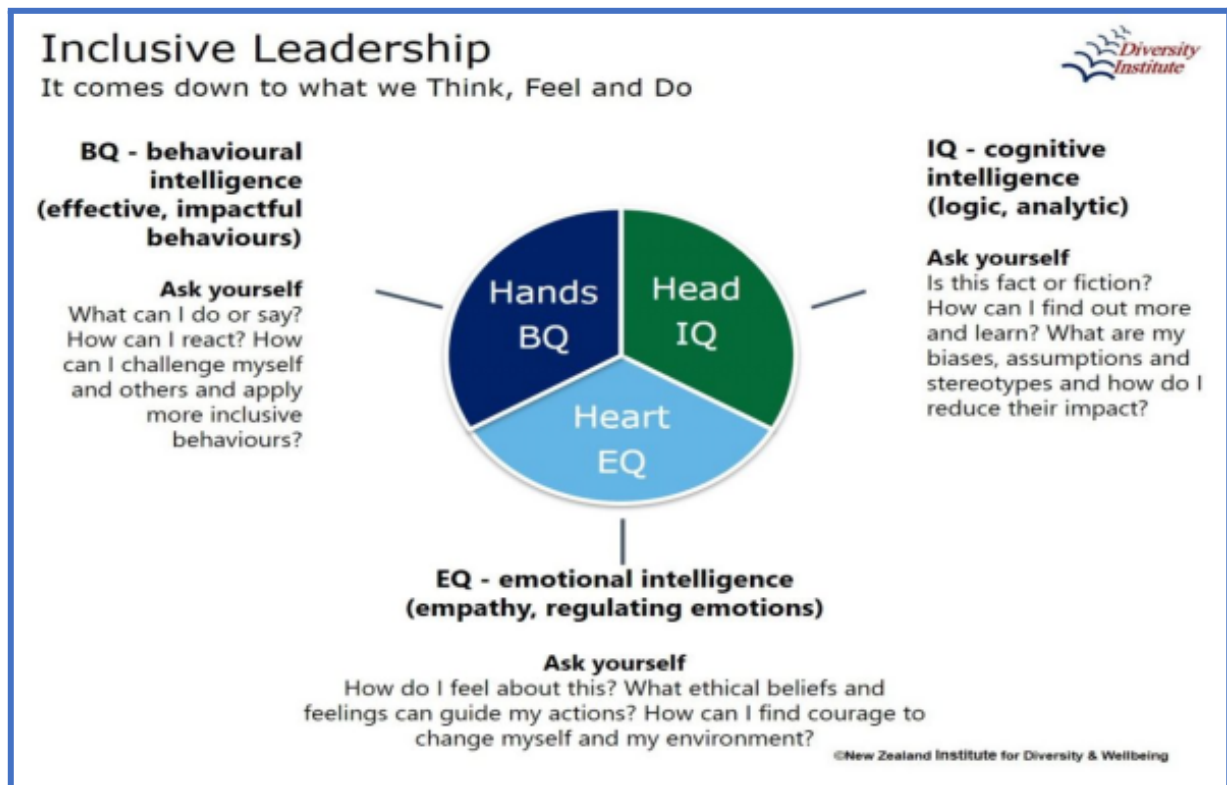 Inclusive Leadership
It comes down to what we Think, Feel and Do
Diversity
Institute
BQ - behavioural
intelligence
(effective, impactful
behaviours)
Ask yourself
What can I do or say?
How can I react? How
can I challenge myself
and others and apply
more inclusive
behaviours?
Hands
BQ
Head
IQ
Heart
EQ
IQ - cognitive
intelligence
(logic, analytic)
Ask yourself
Is this fact or fiction?
How can I find out more
and learn? What are my
biases, assumptions and
stereotypes and how do I
reduce their impact?
EQ - emotional intelligence
(empathy, regulating emotions)
Ask yourself
How do I feel about this? What ethical beliefs and
feelings can guide my actions? How can I find courage to
change myself and my environment?
©New Zealand Institute for Diversity & Wellbeing